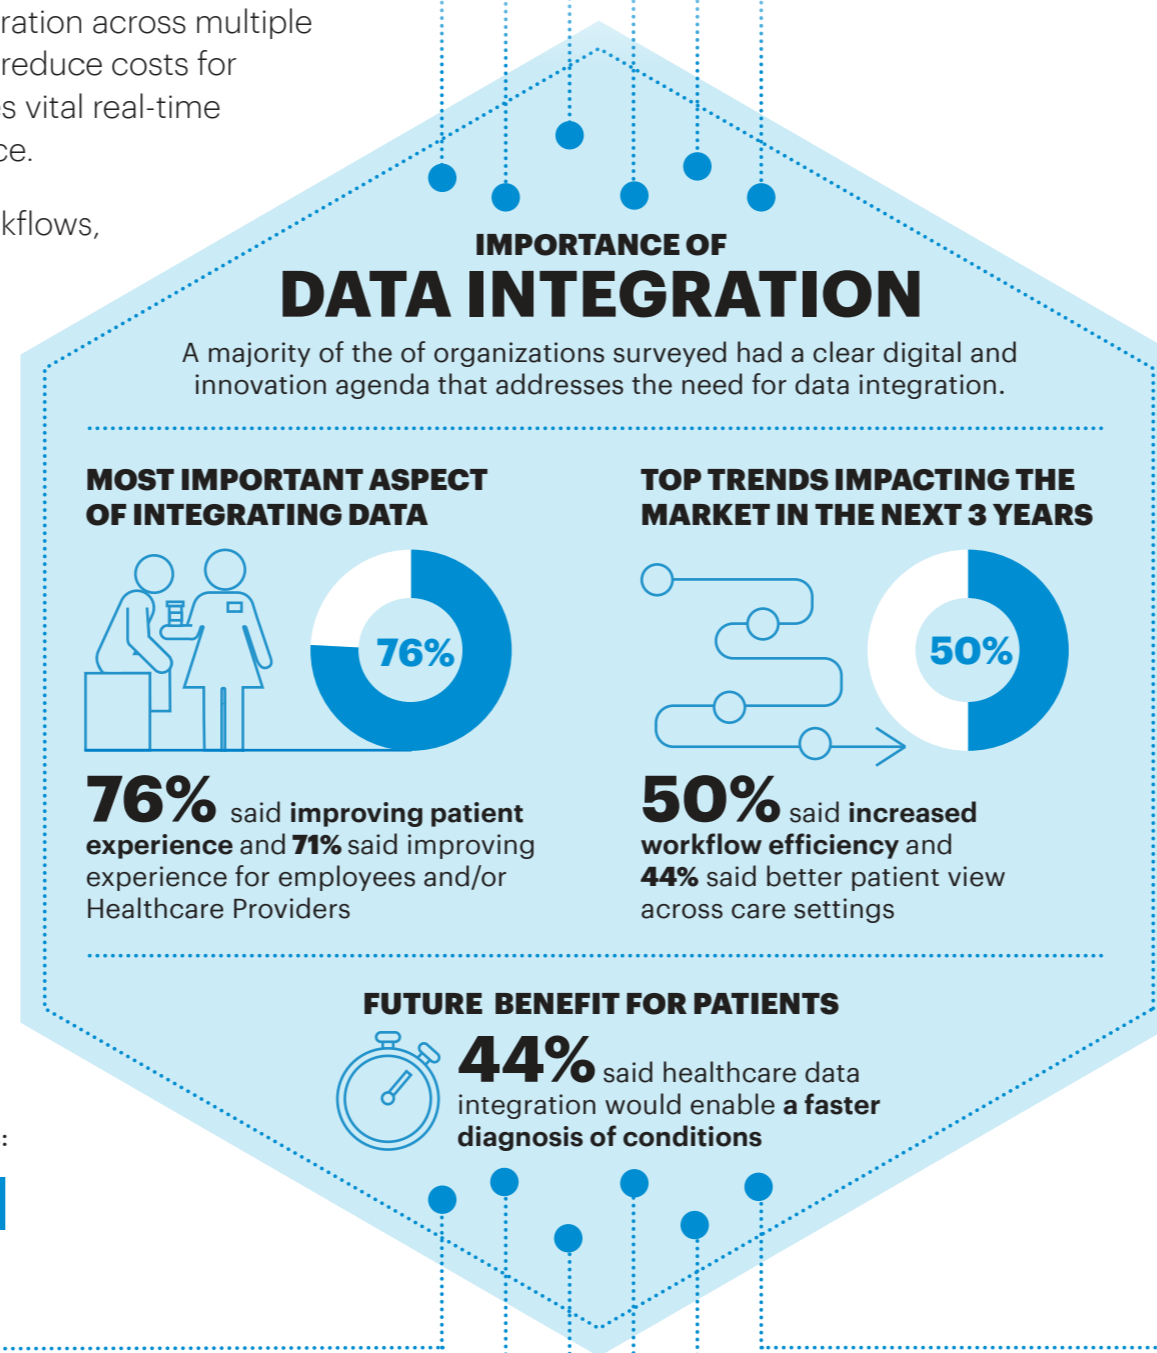 ration across multiple
reduce costs for
s vital real-time
ce.
kflows,
IMPORTANCE OF
DATA INTEGRATION
A majority of the of organizations surveyed had a clear digital and
innovation agenda that addresses the need for data integration.
MOST IMPORTANT ASPECT
OF INTEGRATING DATA
76%
76% said improving patient
experience and 71% said improving
experience for employees and/or
Healthcare Providers
TOP TRENDS IMPACTING THE
MARKET IN THE NEXT 3 YEARS
50%
50% said increased
workflow efficiency and
44% said better patient view
across care settings
FUTURE BENEFIT FOR PATIENTS
44% said healthcare data
integration would enable a faster
diagnosis of conditions
: